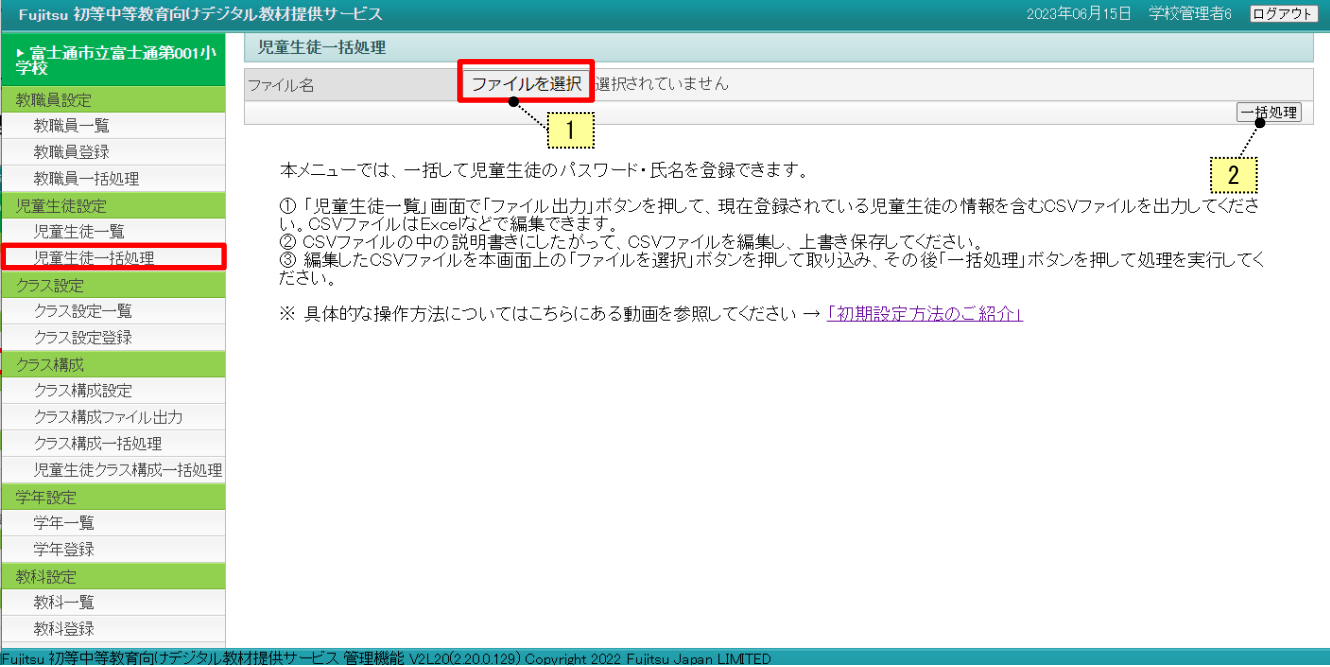 Fujitsu 初等中等教育向けデジタル教材提供サービス
2023年06月15日 学校管理者6 ログアウト
▶ 富士通市立富士通第001小
学校
教職員設定
教職員一覧
教職員登録
教職員一括処理
児童生徒設定
児童生徒一覧
児童生徒一括処理
クラス設定
クラス設定一覧
クラス設定登録
クラス構成
クラス構成設定
クラス構成ファイル出力
クラス構成一括処理
児童生徒クラス構成一括処理
学年設定
学年一覧
学年登録
教科設定
教科一覧
教科登録
児童生徒一括処理
ファイル名 ファイルを選択 選択されていません
1
一括処理
2
本メニューでは、一括して児童生徒のパスワード・氏名を登録できます。
① 「児童生徒一覧」画面で「ファイル出力」ボタンを押して、現在登録されている児童生徒の情報を含むCSVファイルを出力してくださ
い。CSVファイルはExcelなどで編集できます。
② CSVファイルの中の説明書きにしたがって、CSVファイルを編集し、上書き保存してください。
③ 編集したCSVファイルを本画面上の「ファイルを選択」ボタンを押して取り込み、その後「一括処理」ボタンを押して処理を実行してく
ださい。
※ 具体的な操作方法についてはこちらにある動画を参照してください → 「初期設定方法のご紹介」
Fujitsu 初等中等教育向けデジタル教材提供サービス 管理機能 V2L20(2.20.0.129) Copyright 2022 Fujitsu Japan LIMITED